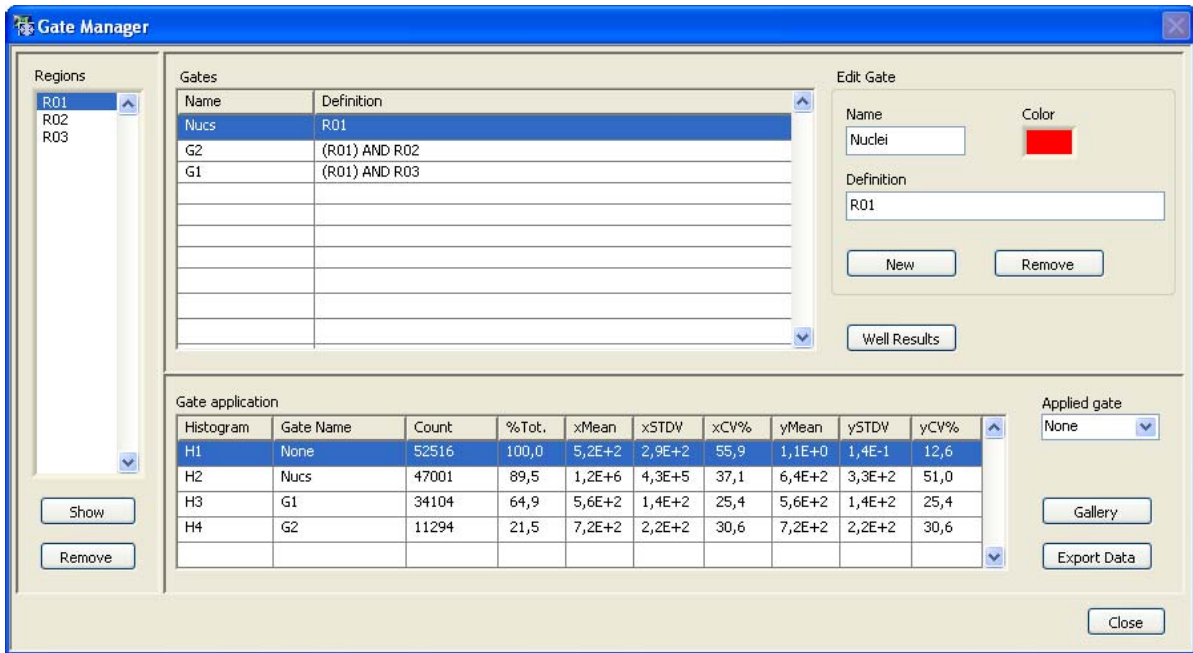 Gate Manager
Regions
R01
R02
R03
Show
Remove
Gates
Name Definition
Nucs R01
G2 (R01) AND R02
G1 (R01) AND R03
Edit Gate
Name Color
Nuclei
Definition
R01
New Remove
Well Results
Gate application
Histogram Gate Name Count %Tot. xMean xSTDV xCV% yMean ySTDV yCV%
H1 None 52516 100,0 5,2E+2 2,9E+2 55,9 1,1E+0 1,4E-1 12,6
H2 Nucs 47001 89,5 1,2E+6 4,3E+5 37,1 6,4E+2 3,3E+2 51,0
H3 G1 34104 64,9 5,6E+2 1,4E+2 25,4 5,6E+2 1,4E+2 25,4
H4 G2 11294 21,5 7,2E+2 2,2E+2 30,6 7,2E+2 2,2E+2 30,6
Applied gate
None
Gallery
Export Data
Close